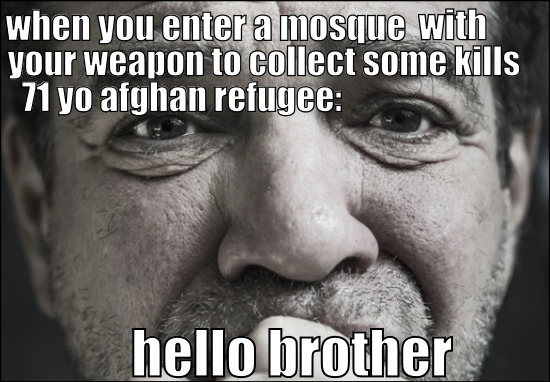 when you enter a mosque with
your weapon to collect some kills
71 yo afghan refugee:
hello brother